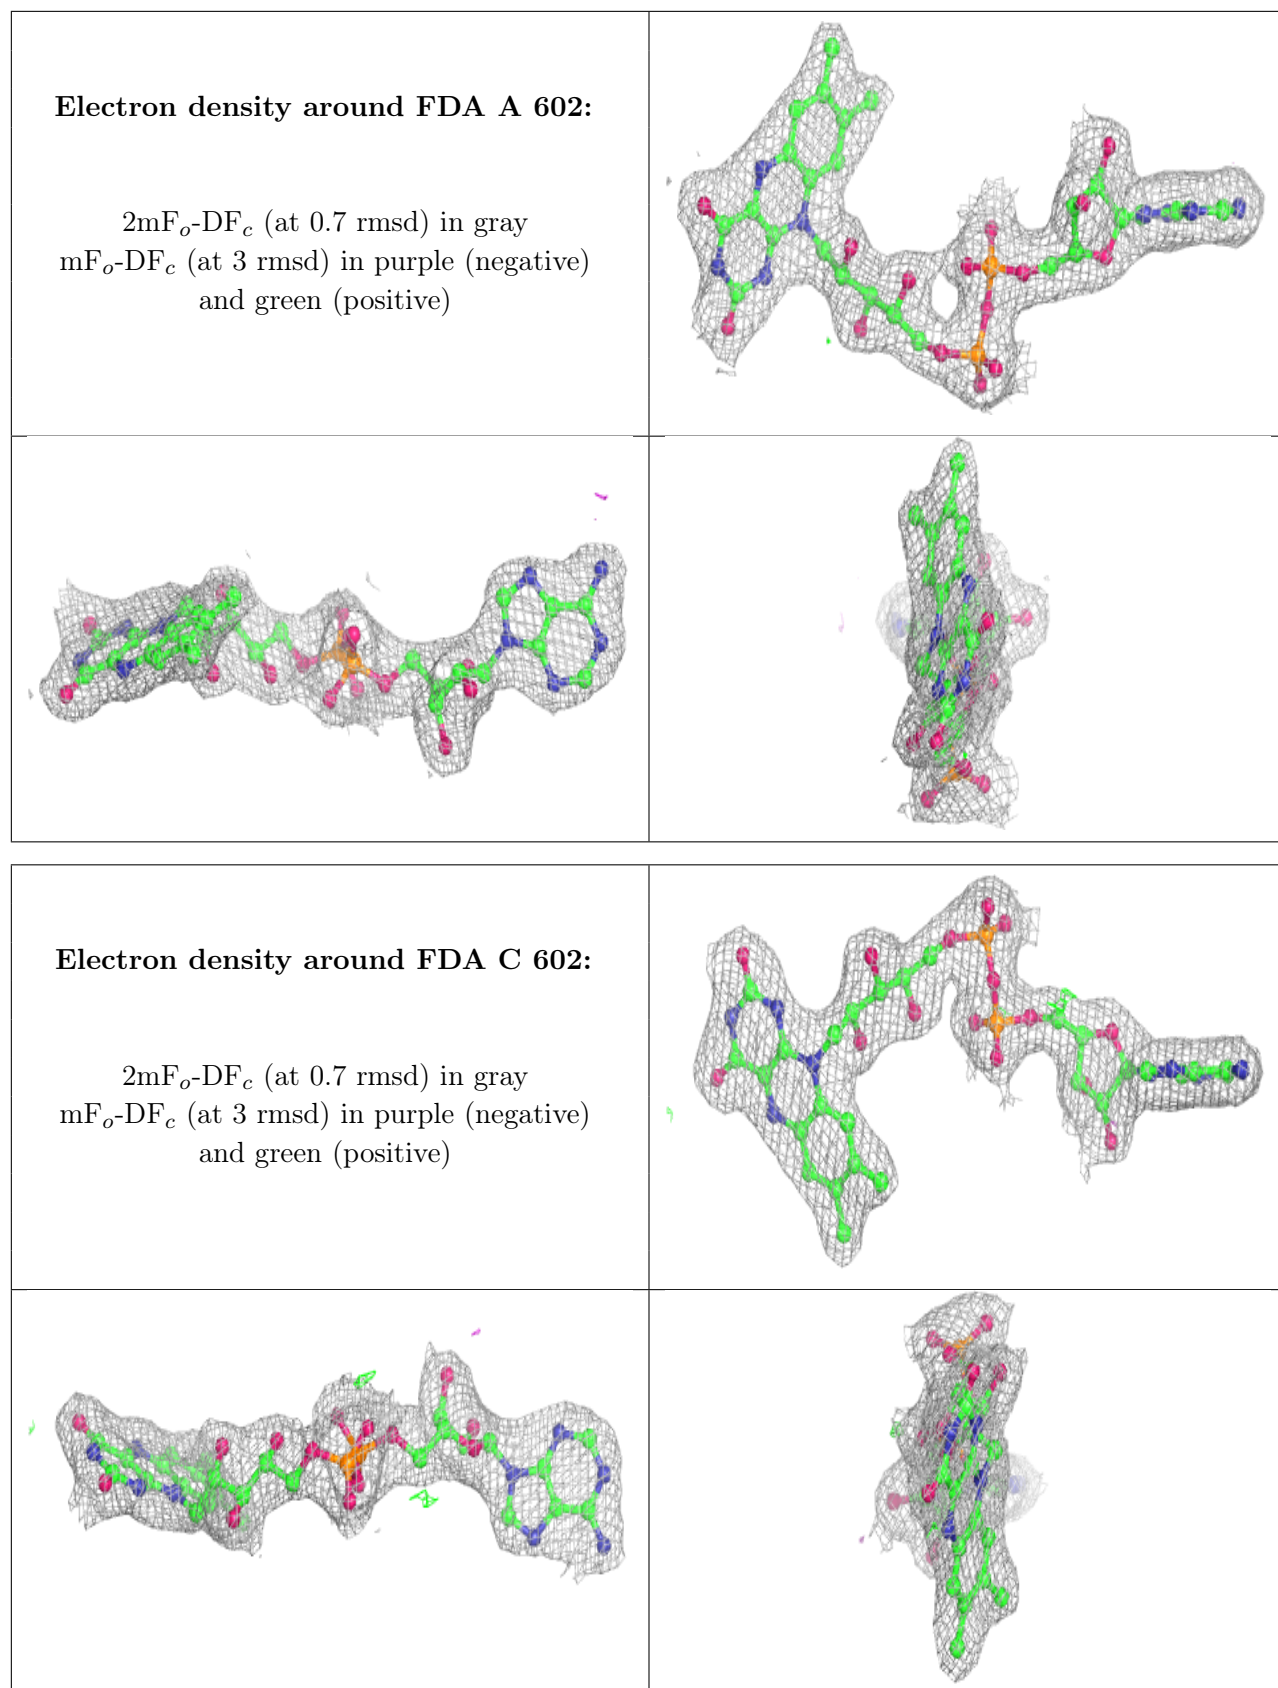 Electron density around FDA A 602:
2mFₒ-DF𝒸 (at 0.7 rmsd) in gray
mFₒ-DF𝒸 (at 3 rmsd) in purple (negative)
and green (positive)
Electron density around FDA C 602:
2mFₒ-DF𝒸 (at 0.7 rmsd) in gray
mFₒ-DF𝒸 (at 3 rmsd) in purple (negative)
and green (positive)